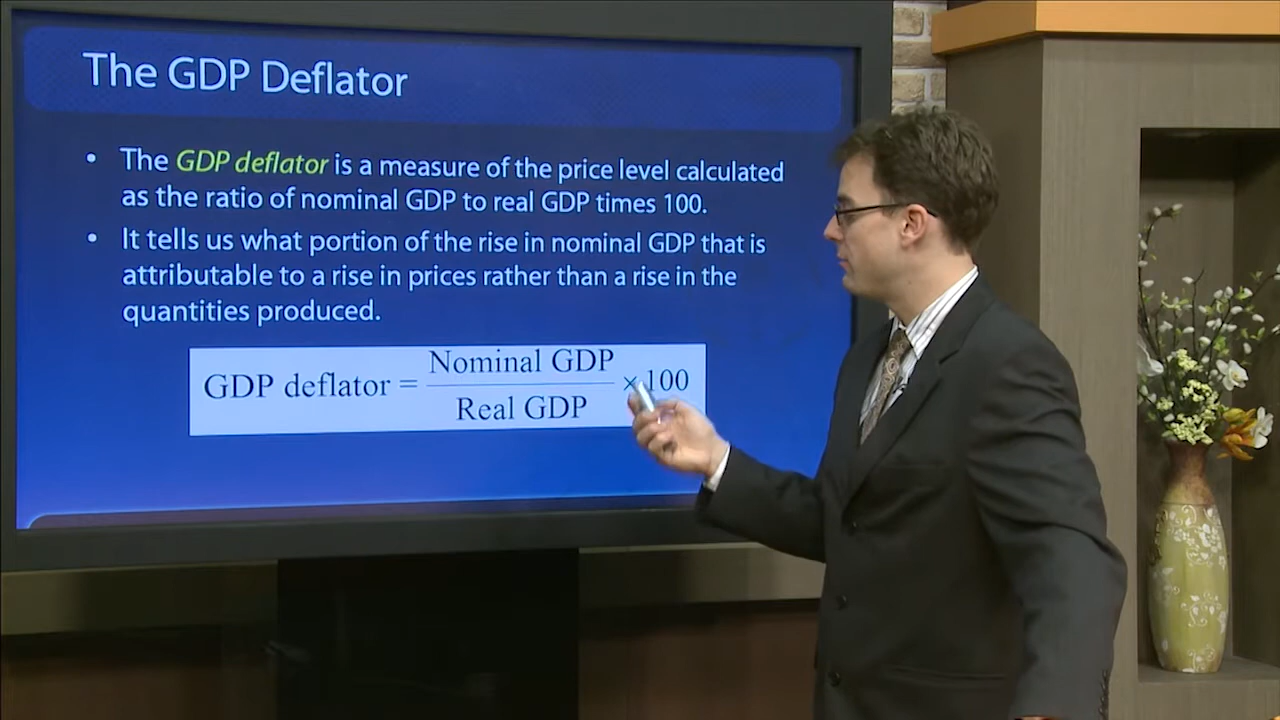 The GDP Deflator
• The GDP deflator is a measure of the price level calculated
as the ratio of nominal GDP to real GDP times 100.
• It tells us what portion of the rise in nominal GDP that is
attributable to a rise in prices rather than a rise in the
quantities produced.
GDP deflator = Nominal GDP / Real GDP × 100